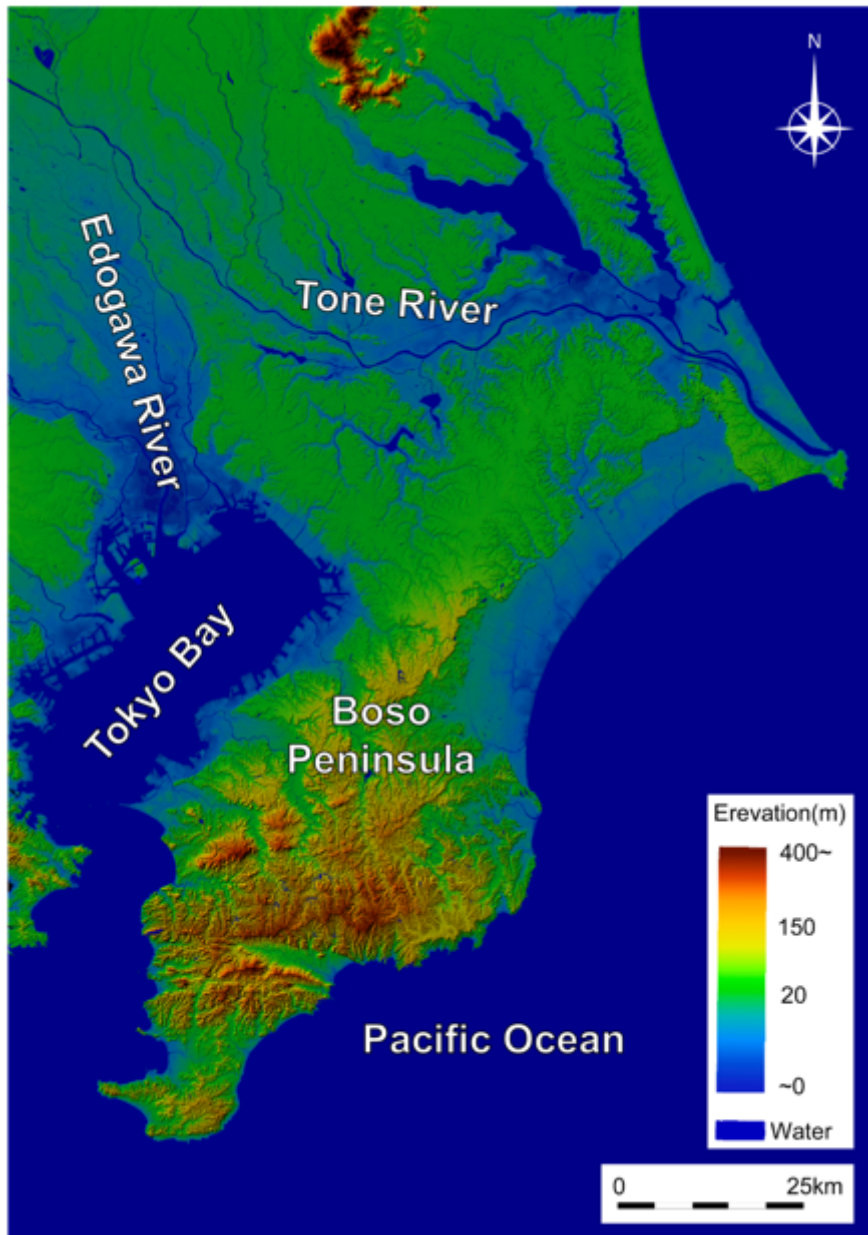 N
Edogawa River
Tone River
Tokyo Bay
Boso
Peninsula
Pacific Ocean
Erevation(m)
400~
150
20
~0
Water
0 25km